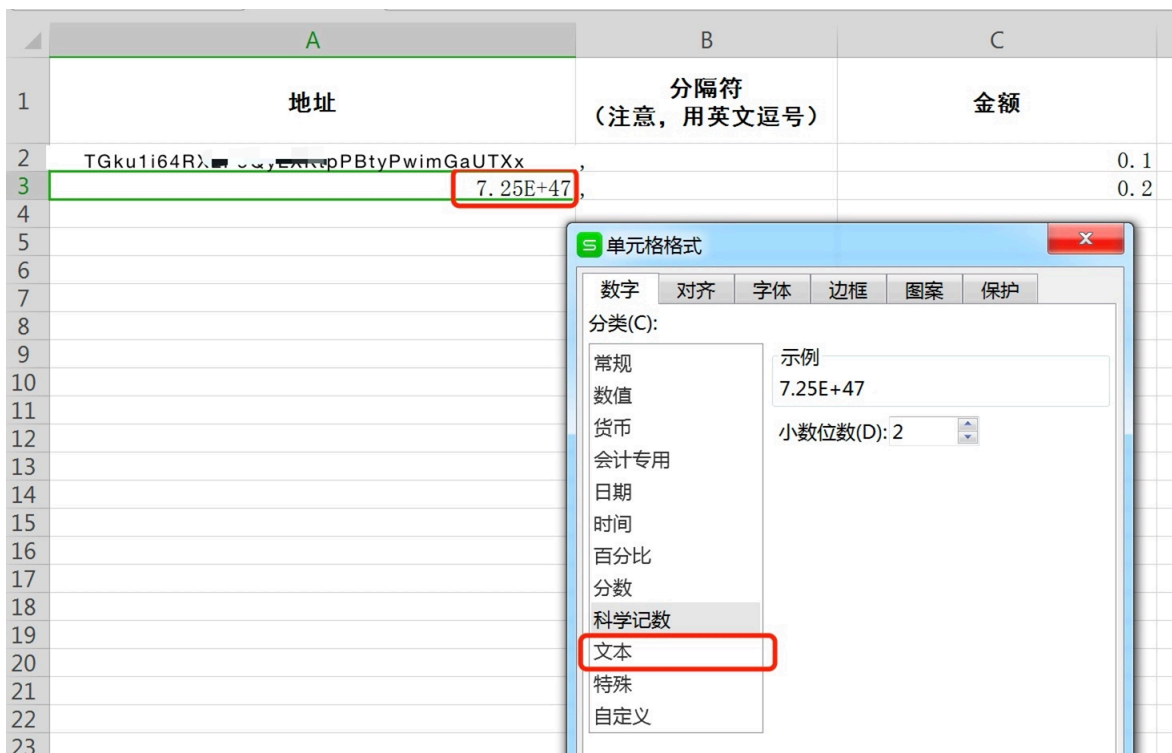 A B C
1 地址 分隔符
（注意，用英文逗号） 金额
2 , 0.1
3 7.25E+47 , 0.2
4
5 单元格格式
6
7 数字 对齐 字体 边框 图案 保护
8 分类(C):
9 常规 示例
10 数值 7.25E+47
11 货币 小数位数(D): 2
12 会计专用
13 日期
14 时间
15 百分比
16 分数
17 科学记数
18 文本
19 特殊
20 自定义
21
22
23